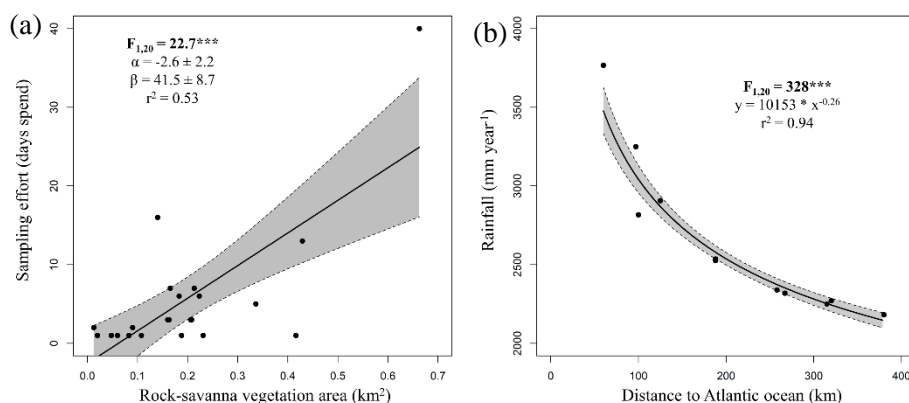 (a)
F1,20 = 22.7***
α = -2.6 ± 2.2
β = 41.5 ± 8.7
r² = 0.53
Sampling effort (days spend)
0 10 20 30 40
0.0 0.1 0.2 0.3 0.4 0.5 0.6 0.7
Rock-savanna vegetation area (km²)
(b)
F1,20 = 328***
y = 10153 * x^-0.26
r² = 0.94
Rainfall (mm year⁻¹)
2000 2500 3000 3500
0 100 200 300 400
Distance to Atlantic ocean (km)